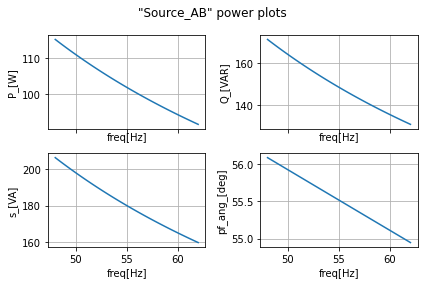 "Source_AB" power plots
P_[W]
110
100
freq[Hz]
Q_[VAR]
160
140
freq[Hz]
s_[VA]
200
180
160
50
55
60
freq[Hz]
pf_ang_[deg]
56.0
55.5
55.0
50
55
60
freq[Hz]